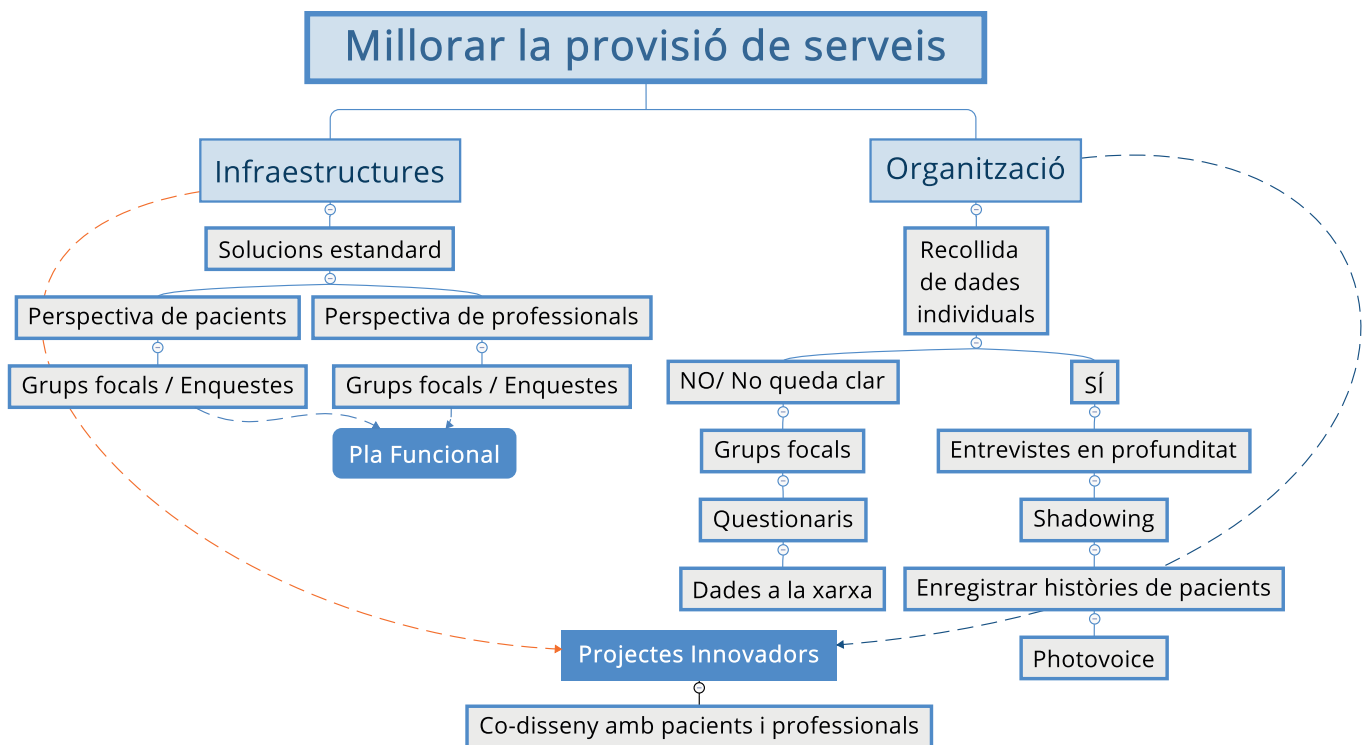 Millorar la provisió de serveis
Infraestructures
Organització
Solucions estandard
Recollida
de dades
individuals
Perspectiva de pacients
Perspectiva de professionals
Grups focals / Enquestes
Grups focals / Enquestes
Pla Funcional
NO/ No queda clar
SÍ
Grups focals
Entrevistes en profunditat
Questionaris
Shadowing
Dades a la xarxa
Enregistrar històries de pacients
Photovoice
Projectes Innovadors
Co-disseny amb pacients i professionals